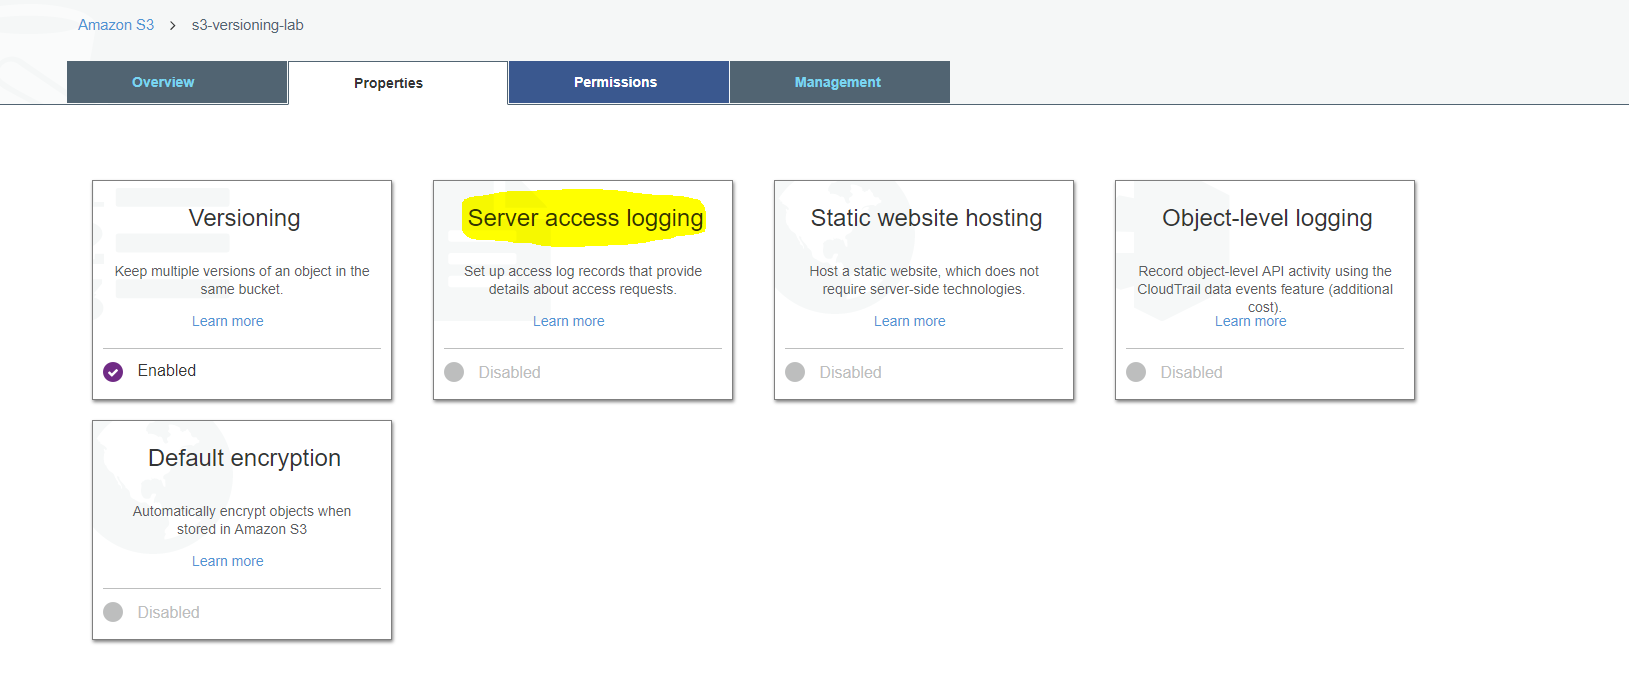 Amazon S3 > s3-versioning-lab
Overview Properties Permissions Management
Versioning
Keep multiple versions of an object in the
same bucket.
Learn more
Enabled
Server access logging
Set up access log records that provide
details about access requests.
Learn more
Disabled
Static website hosting
Host a static website, which does not
require server-side technologies.
Learn more
Disabled
Object-level logging
Record object-level API activity using the
CloudTrail data events feature (additional
cost).
Learn more
Disabled
Default encryption
Automatically encrypt objects when
stored in Amazon S3
Learn more
Disabled